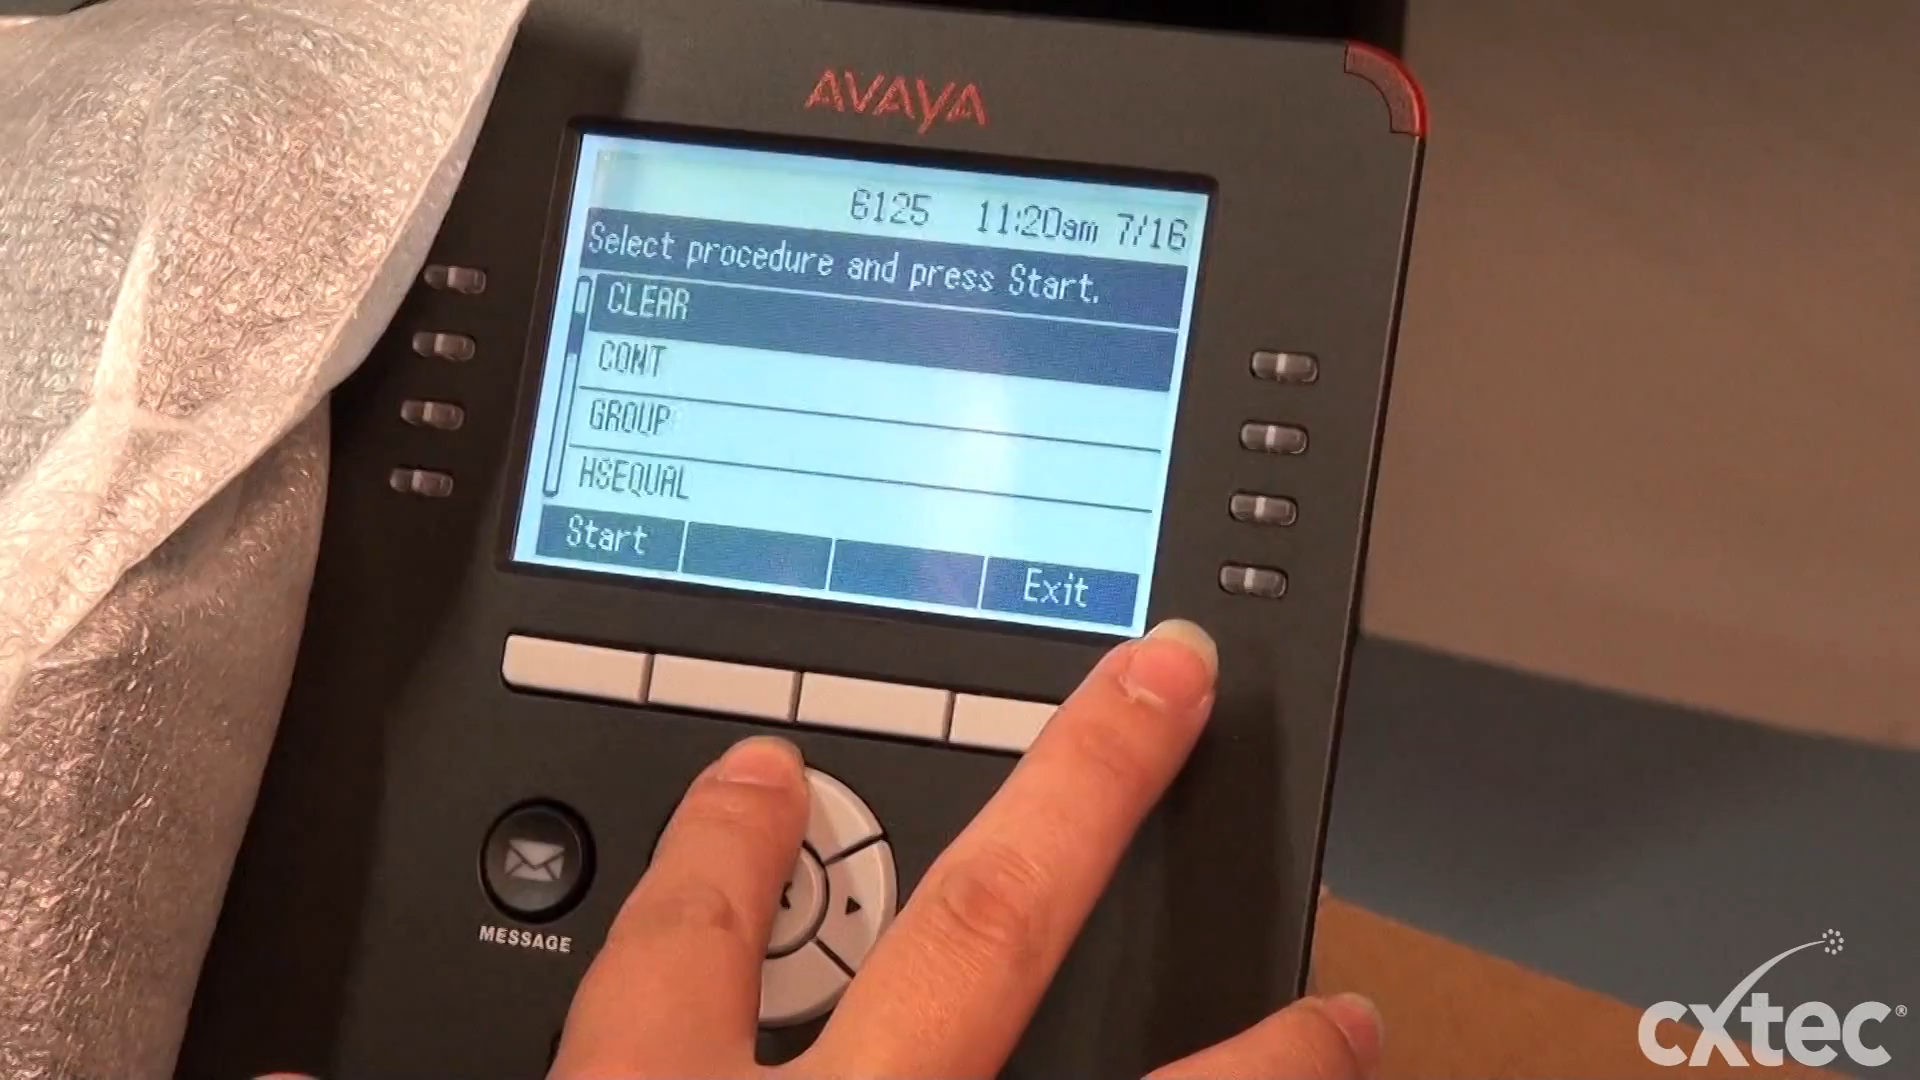 AVAYA
6125 11:20am 7/16
Select procedure and press Start.
CLEAR
CONT
GROUP
HSEQUAL
Start Exit
MESSAGE
cxtec®